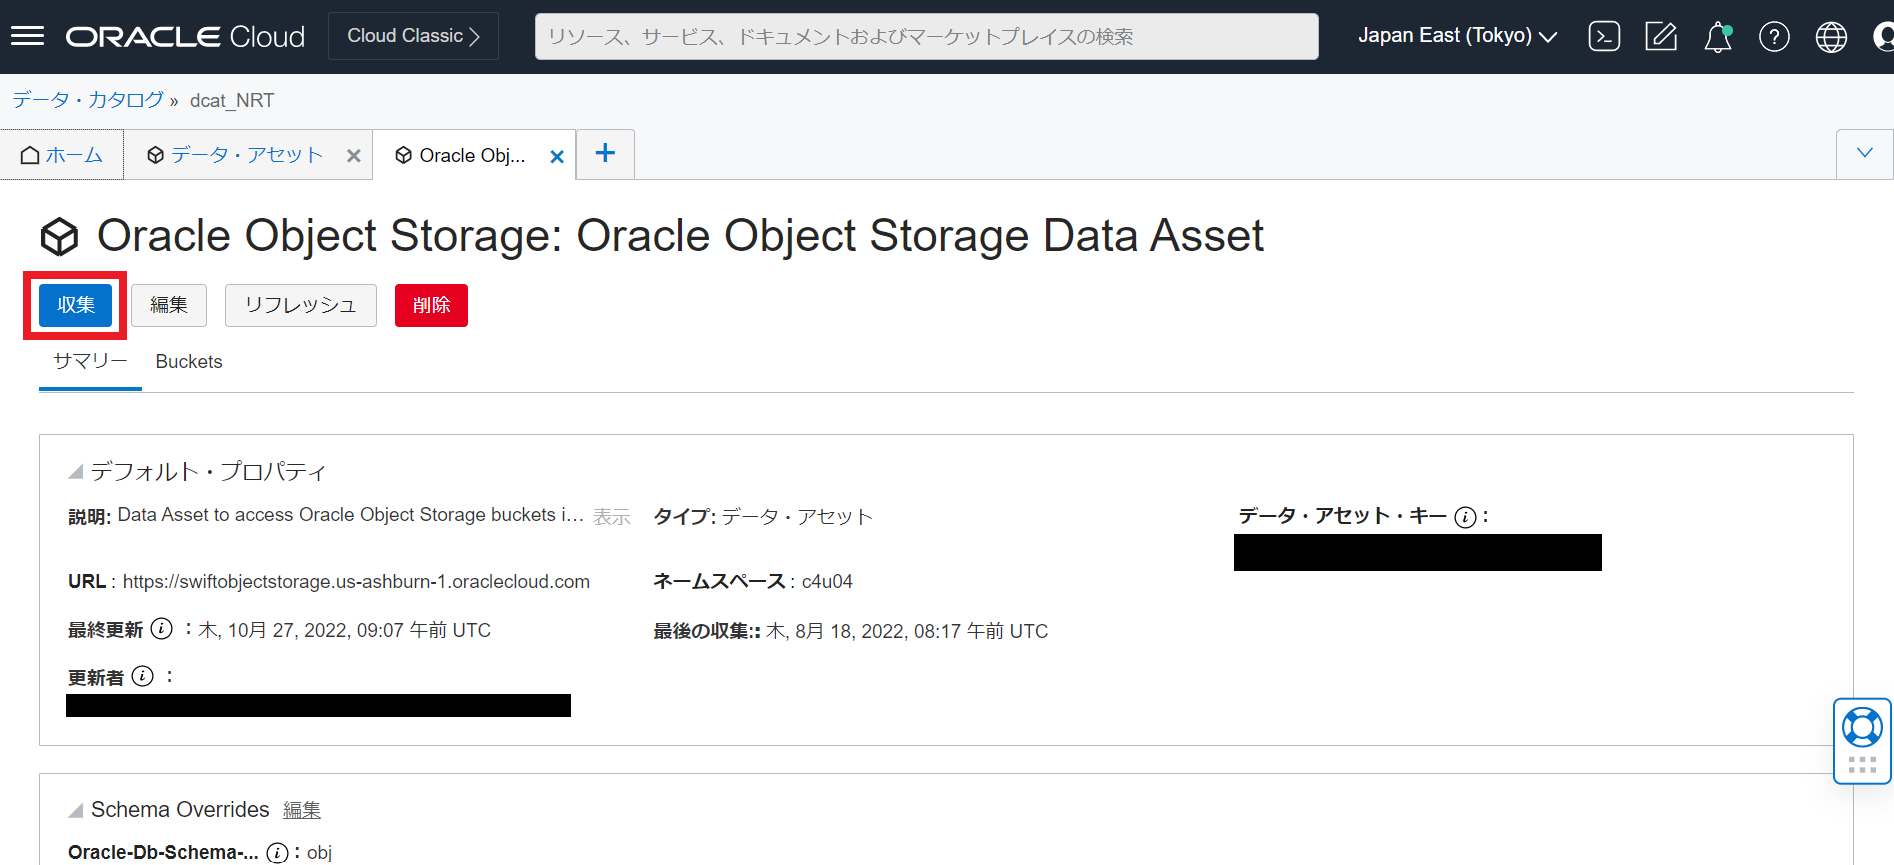 ORACLE Cloud Cloud Classic リソース、サービス、ドキュメントおよびマーケットプレイスの検索 Japan East (Tokyo)
データ・カタログ » dcat_NRT
ホーム データ・アセット Oracle Obj...
Oracle Object Storage: Oracle Object Storage Data Asset
収集 編集 リフレッシュ 削除
サマリー Buckets
デフォルト・プロパティ
説明: Data Asset to access Oracle Object Storage buckets i... 表示 タイプ: データ・アセット データ・アセット・キー i :
URL : https://swiftobjectstorage.us-ashburn-1.oraclecloud.com ネームスペース : c4u04
最終更新 i : 木, 10月 27, 2022, 09:07 午前 UTC 最後の収集:: 木, 8月 18, 2022, 08:17 午前 UTC
更新者 i :
Schema Overrides 編集
Oracle-Db-Schema-... i : obj